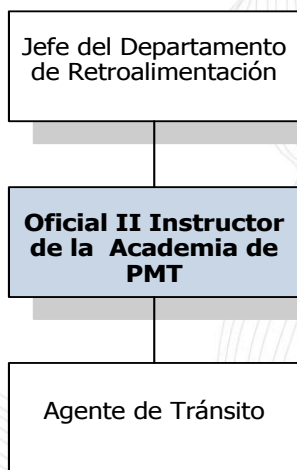 Jefe del Departamento
de Retroalimentación
Oficial II Instructor
de la Academia de
PMT
Agente de Tránsito